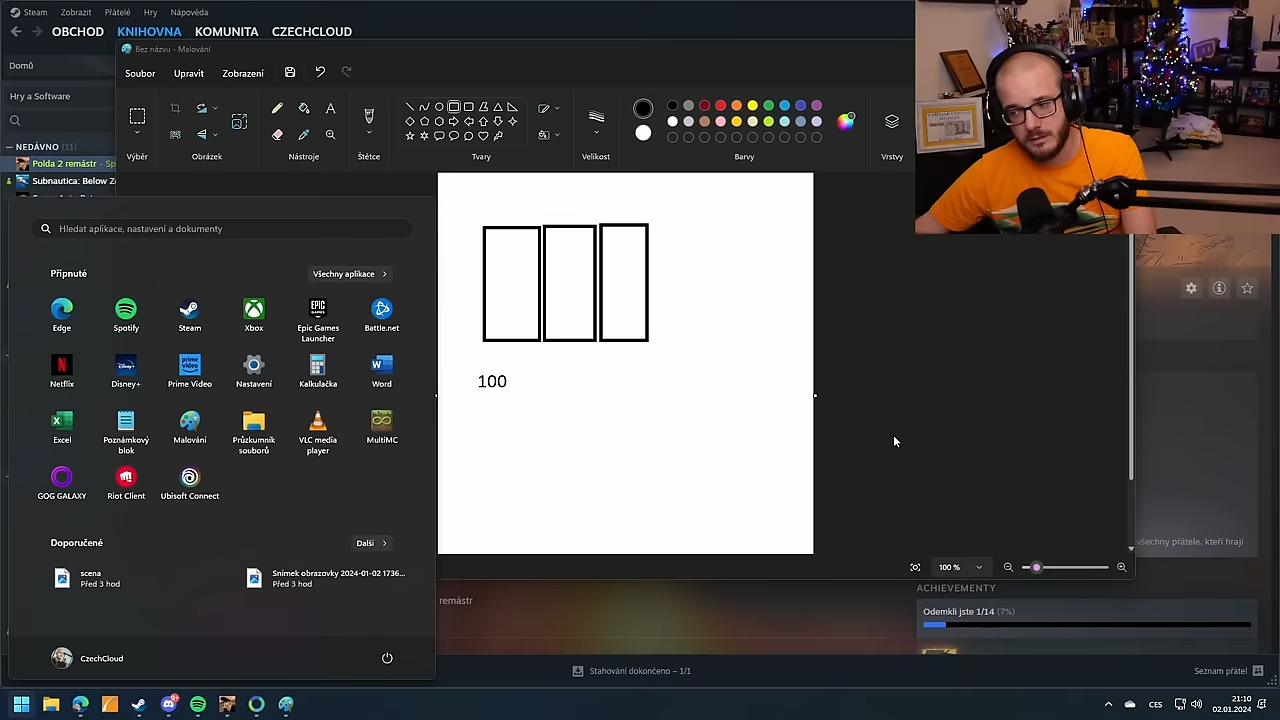 Steam Zobrazit Přátelé Hry Nápověda
OBCHOD KNIHOVNA KOMUNITA CZECHCLOUD
Bez názvu - Malování
Domů
Soubor Upravit Zobrazení
Hry a Software
Výběr Obrázek Nástroje Štětce Tvary Velikost Barvy Vrstvy
NEDÁVNO (11)
Polda 2 remástr - Sp
Subnautica: Below Z
Hledat aplikace, nastavení a dokumenty
Připnuté
Všechny aplikace
Edge Spotify Steam Xbox Epic Games Launcher Battle.net
Netflix Disney+ Prime Video Nastavení Kalkulačka Word
Excel Poznámkový blok Malování Průzkumník souborů VLC media player MultiMC
GOG GALAXY Riot Client Ubisoft Connect
100
Doporučené
Další
scena
Před 3 hod
Snímek obrazovky 2024-01-02 1736...
Před 3 hod
CzechCloud
všechny přátele, kteří hrají
100 %
remástr
ACHIEVEMENTY
Odemkli jste 1/14 (7%)
Stahování dokončeno – 1/1
Seznam přátel
CES
21:10
02.01.2024